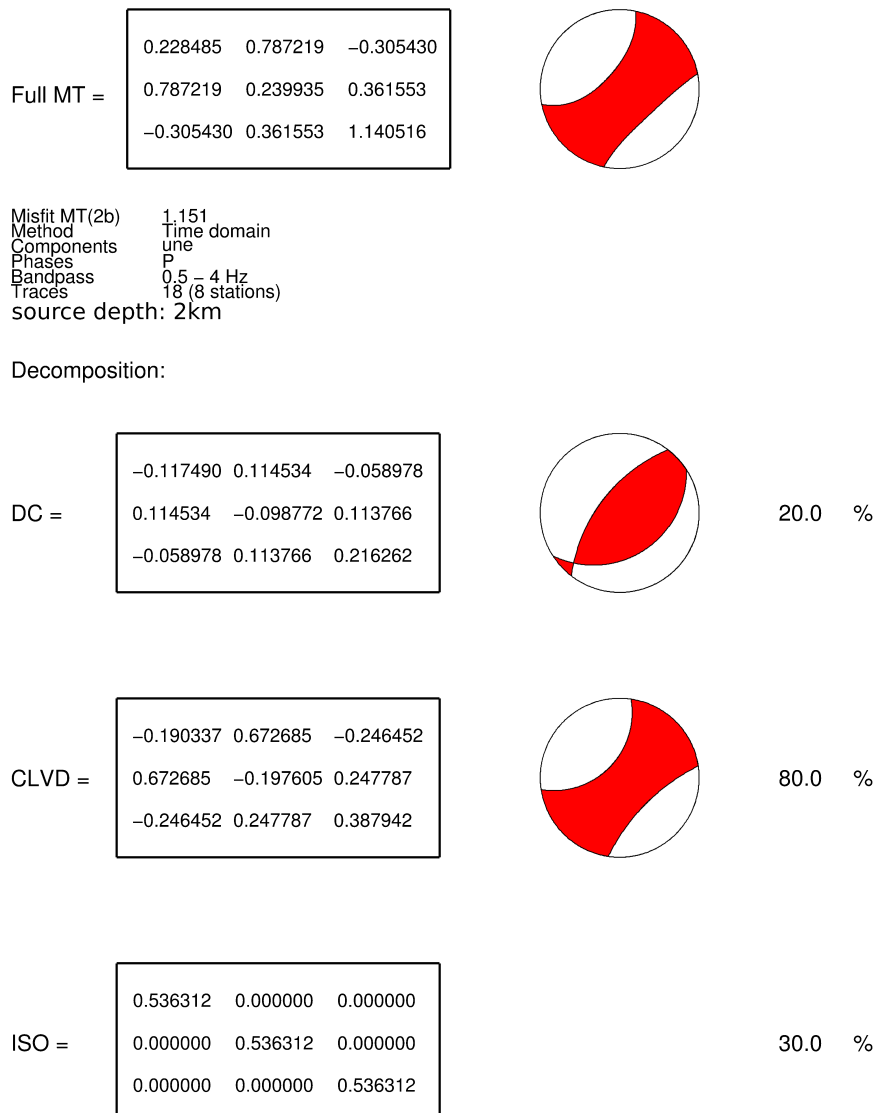 0.228485 0.787219 −0.305430
Full MT = 0.787219 0.239935 0.361553
−0.305430 0.361553 1.140516
Misfit MT(2b) 1.151
Method Time domain
Components une
Phases P
Bandpass 0.5 − 4 Hz
Traces 18 (8 stations)
source depth: 2km
Decomposition:
−0.117490 0.114534 −0.058978
DC = 0.114534 −0.098772 0.113766 20.0 %
−0.058978 0.113766 0.216262
−0.190337 0.672685 −0.246452
CLVD = 0.672685 −0.197605 0.247787 80.0 %
−0.246452 0.247787 0.387942
0.536312 0.000000 0.000000
ISO = 0.000000 0.536312 0.000000 30.0 %
0.000000 0.000000 0.536312